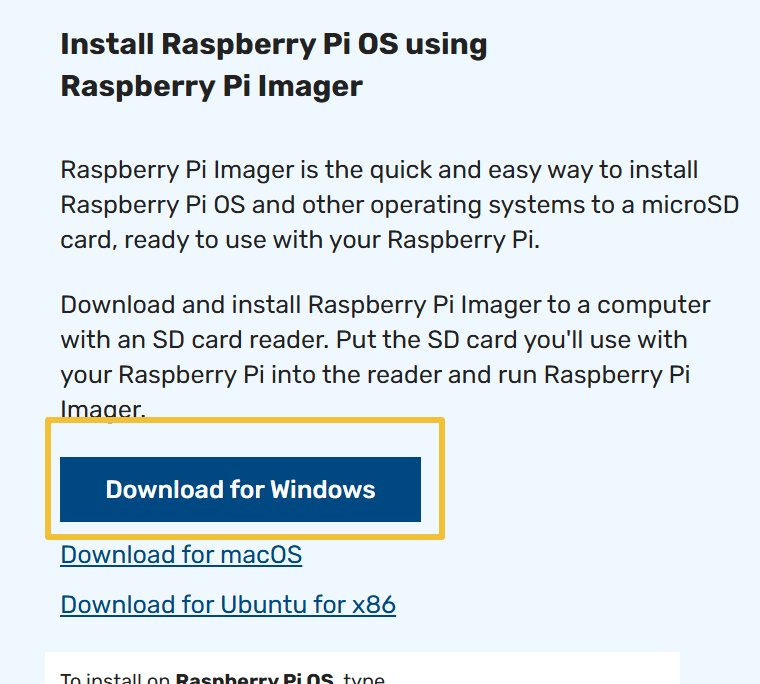 Install Raspberry Pi OS using
Raspberry Pi Imager
Raspberry Pi Imager is the quick and easy way to install
Raspberry Pi OS and other operating systems to a microSD
card, ready to use with your Raspberry Pi.
Download and install Raspberry Pi Imager to a computer
with an SD card reader. Put the SD card you'll use with
your Raspberry Pi into the reader and run Raspberry Pi
Imager.
Download for Windows
Download for macOS
Download for Ubuntu for x86
To install on Raspberry Pi OS, type